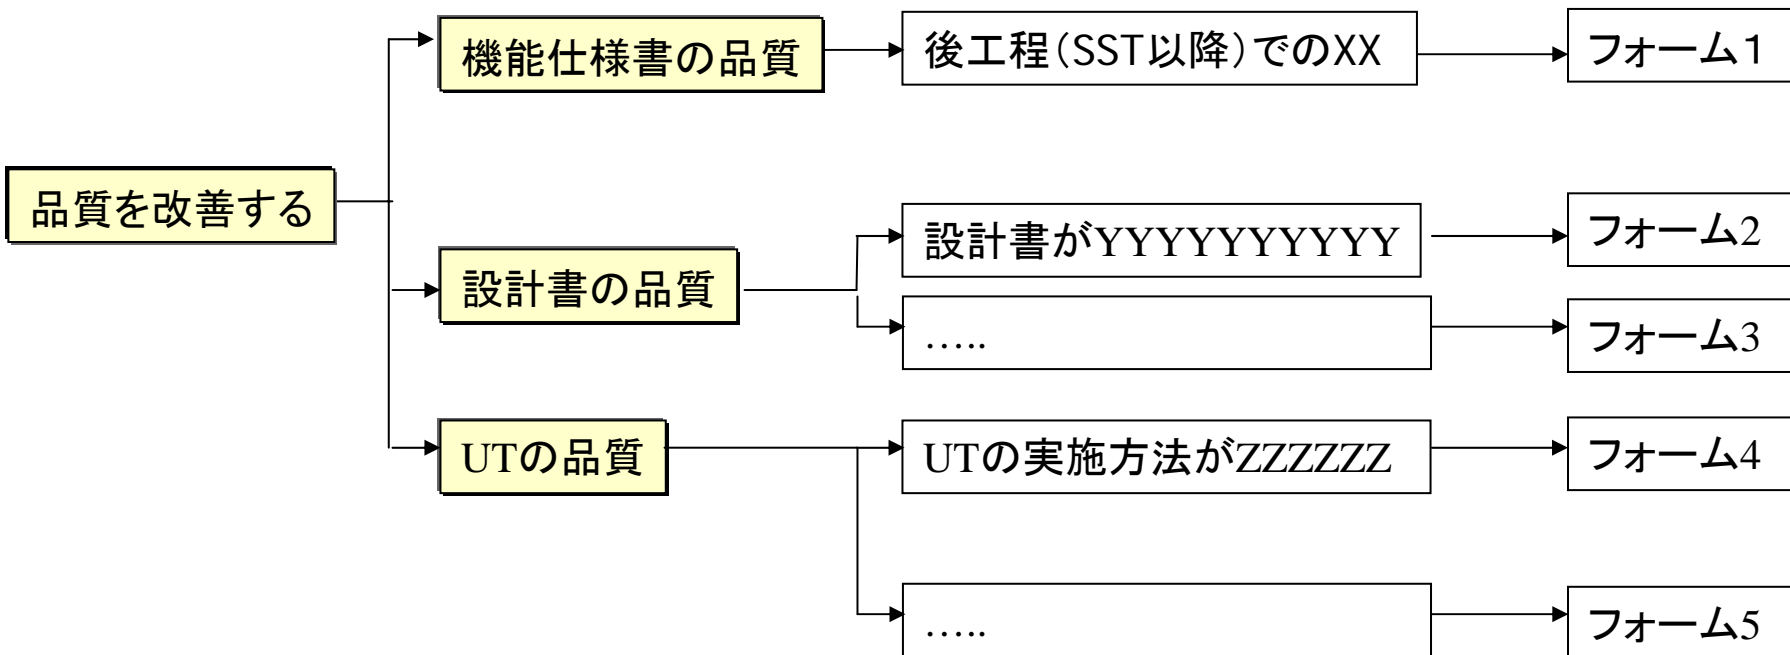 機能仕様書の品質
後工程(SST以降)でのXX
フォーム1
品質を改善する
設計書の品質
設計書がYYYYYYYYYY
フォーム2
…..
フォーム3
UTの品質
UTの実施方法がZZZZZZ
フォーム4
…..
フォーム5